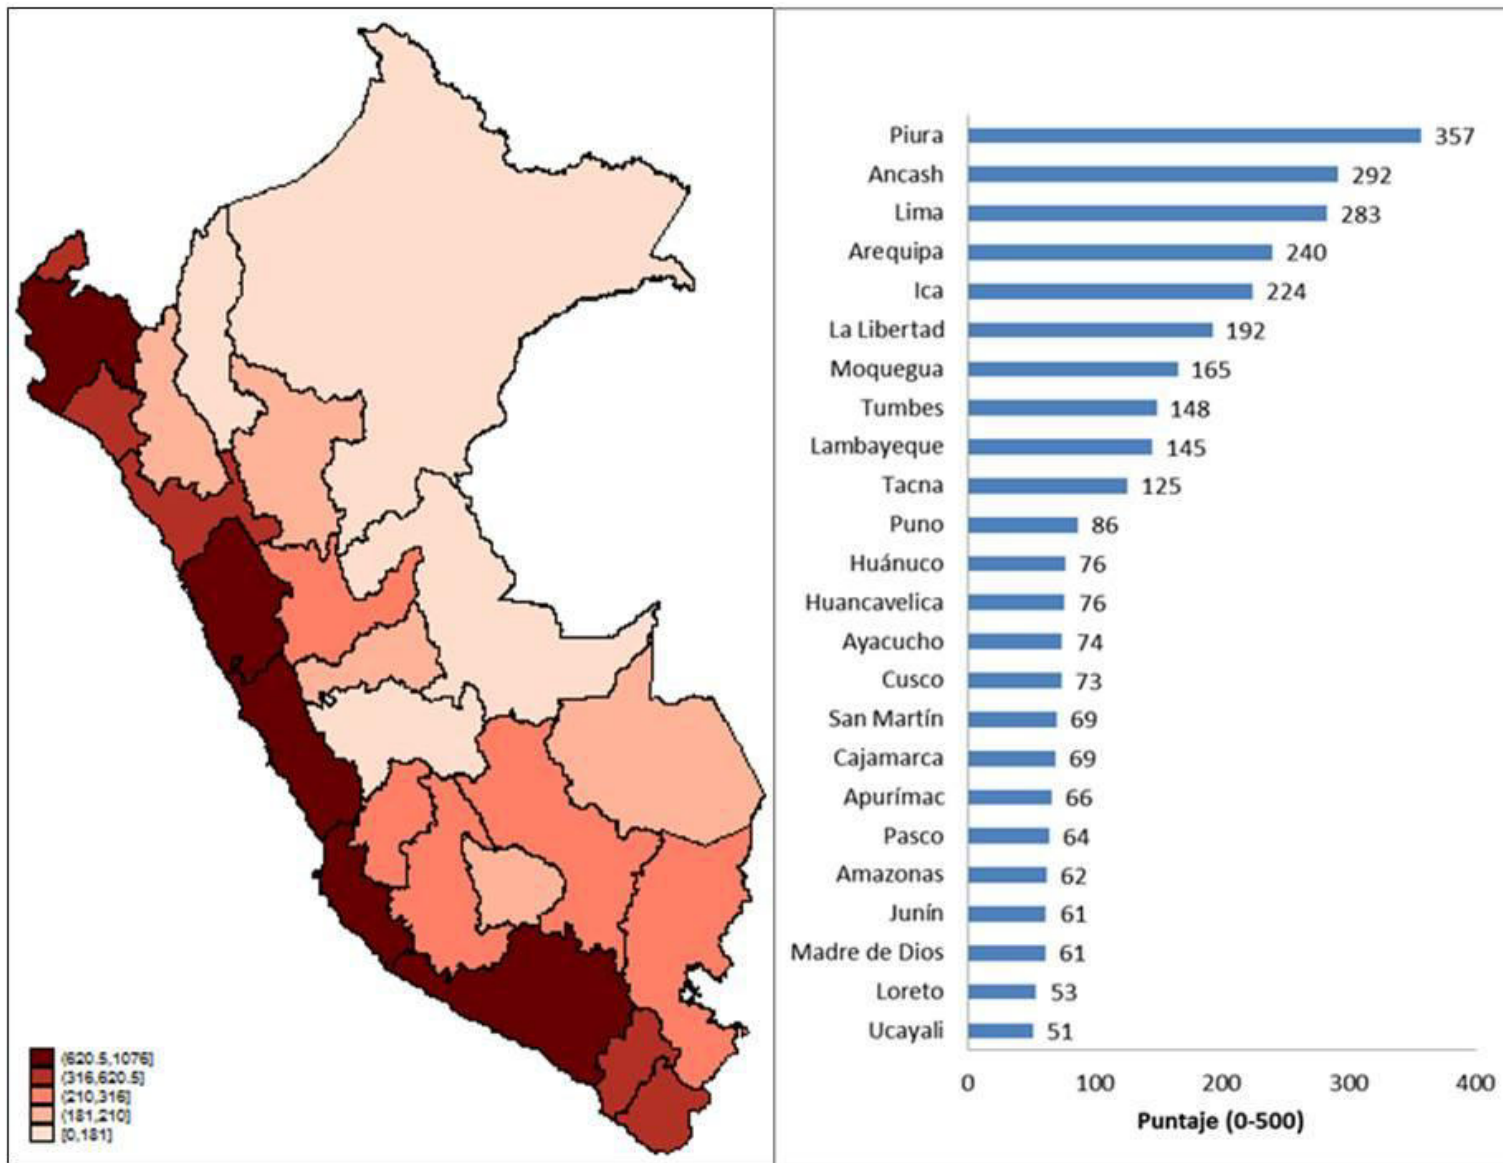 (620.5,1076]
(316,620.5]
(210,316]
(181,210]
[0,181]
Piura 357
Ancash 292
Lima 283
Arequipa 240
Ica 224
La Libertad 192
Moquegua 165
Tumbes 148
Lambayeque 145
Tacna 125
Puno 86
Huánuco 76
Huancavelica 76
Ayacucho 74
Cusco 73
San Martín 69
Cajamarca 69
Apurímac 66
Pasco 64
Amazonas 62
Junín 61
Madre de Dios 61
Loreto 53
Ucayali 51
0 100 200 300 400
Puntaje (0-500)